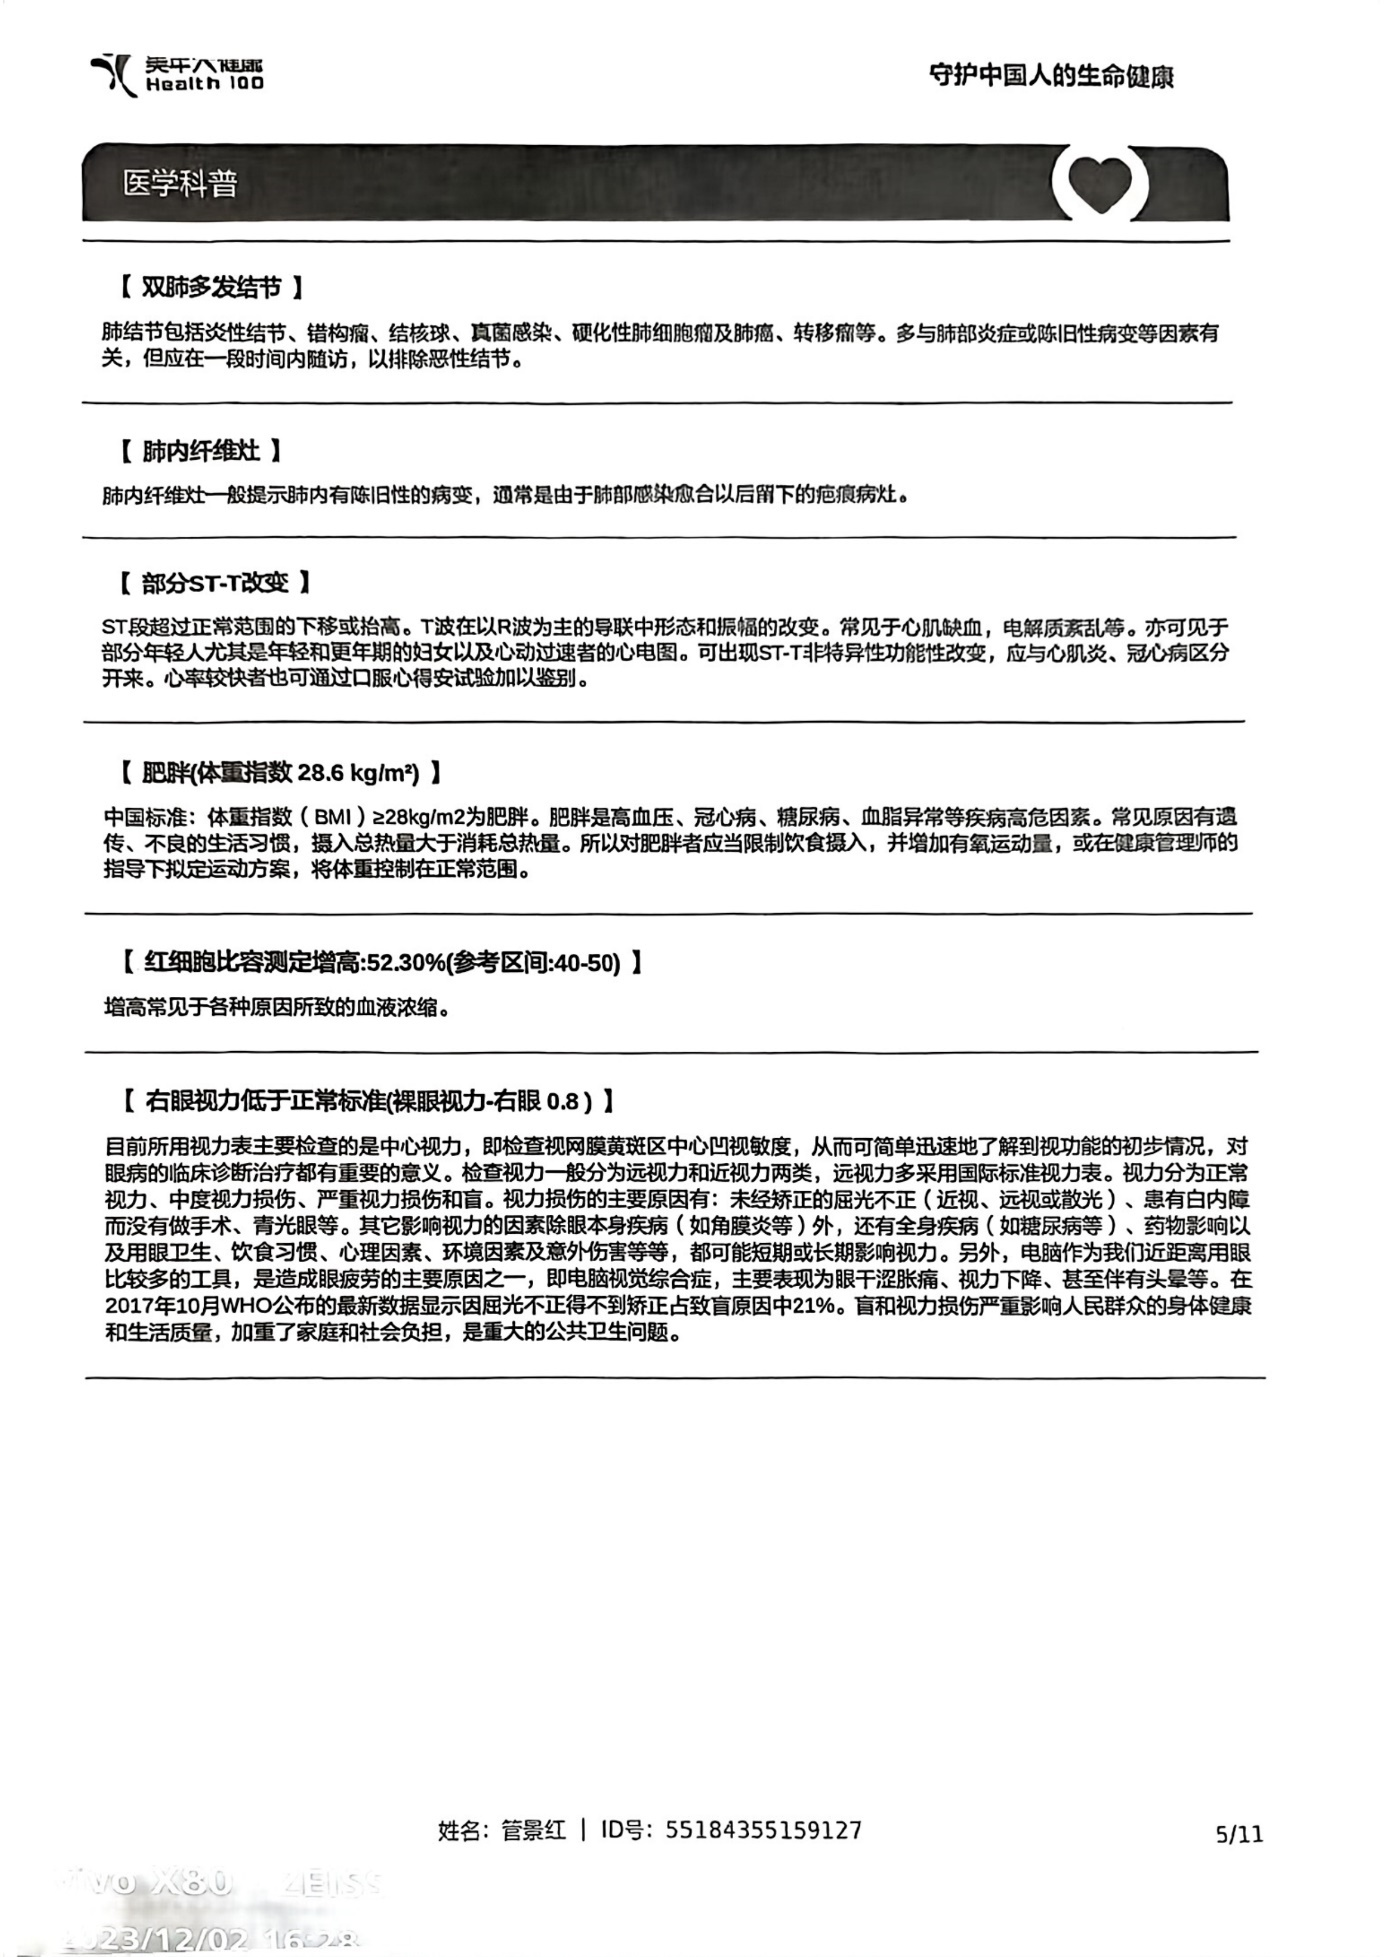 美年大健康
Health 100
守护中国人的生命健康
医学科普
【 双肺多发结节 】
肺结节包括炎性结节、错构瘤、结核球、真菌感染、硬化性肺细胞瘤及肺癌、转移瘤等。多与肺部炎症或陈旧性病变等因素有
关，但应在一段时间内随访，以排除恶性结节。
【 肺内纤维灶 】
肺内纤维灶一般提示肺内有陈旧性的病变，通常是由于肺部感染愈合以后留下的疤痕病灶。
【 部分ST-T改变 】
ST段超过正常范围的下移或抬高。T波在以R波为主的导联中形态和振幅的改变。常见于心肌缺血，电解质紊乱等。亦可见于
部分年轻人尤其是年轻和更年期的妇女以及心动过速者的心电图。可出现ST-T非特异性功能性改变，应与心肌炎、冠心病区分
开来。心率较快者也可通过口服心得安试验加以鉴别。
【 肥胖(体重指数 28.6 kg/m²) 】
中国标准：体重指数（BMI）≥28kg/m2为肥胖。肥胖是高血压、冠心病、糖尿病、血脂异常等疾病高危因素。常见原因有遗
传、不良的生活习惯，摄入总热量大于消耗总热量。所以对肥胖者应当限制饮食摄入，并增加有氧运动量，或在健康管理师的
指导下拟定运动方案，将体重控制在正常范围。
【 红细胞比容测定增高:52.30%(参考区间:40-50) 】
增高常见于各种原因所致的血液浓缩。
【 右眼视力低于正常标准(裸眼视力-右眼 0.8 ) 】
目前所用视力表主要检查的是中心视力，即检查视网膜黄斑区中心凹视敏度，从而可简单迅速地了解到视功能的初步情况，对
眼病的临床诊断治疗都有重要的意义。检查视力一般分为远视力和近视力两类，远视力多采用国际标准视力表。视力分为正常
视力、中度视力损伤、严重视力损伤和盲。视力损伤的主要原因有：未经矫正的屈光不正（近视、远视或散光）、患有白内障
而没有做手术、青光眼等。其它影响视力的因素除眼本身疾病（如角膜炎等）外，还有全身疾病（如糖尿病等）、药物影响以
及用眼卫生、饮食习惯、心理因素、环境因素及意外伤害等等，都可能短期或长期影响视力。另外，电脑作为我们近距离用眼
比较多的工具，是造成眼疲劳的主要原因之一，即电脑视觉综合症，主要表现为眼干涩胀痛、视力下降、甚至伴有头晕等。在
2017年10月WHO公布的最新数据显示因屈光不正得不到矫正占致盲原因中21%。盲和视力损伤严重影响人民群众的身体健康
和生活质量，加重了家庭和社会负担，是重大的公共卫生问题。
姓名：管景红 | ID号：55184355159127
5/11
vivo X80 ZEISS
2023/12/02 16:28